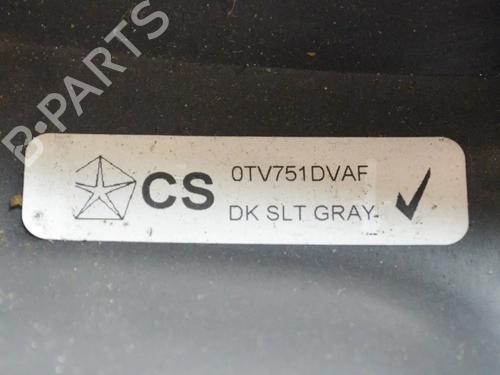 B-PARTS
CS
0TV751DVAF
DK SLT GRAY